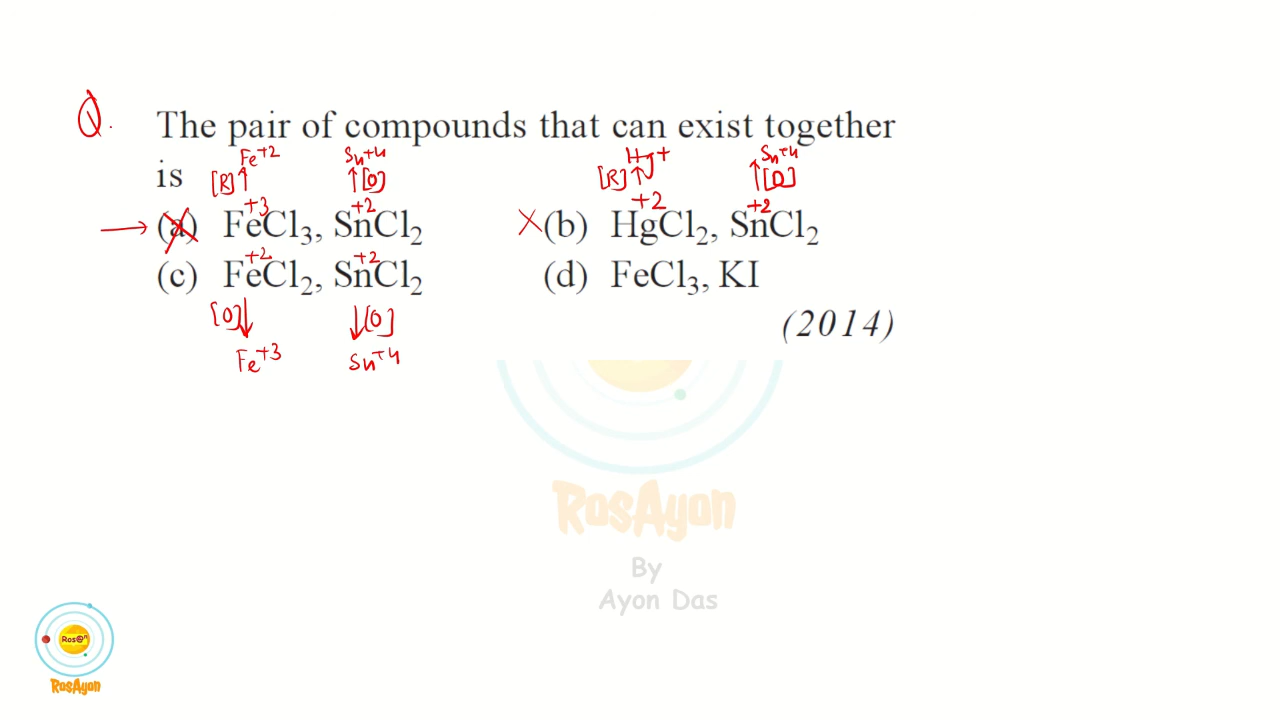 Q.
The pair of compounds that can exist together
Fe+2 Sn+4 Hg+ Sn+4
is [R] [O] [R] [O]
+3 +2 +2 +2
(a) FeCl₃, SnCl₂ (b) HgCl₂, SnCl₂
+2 +2
(c) FeCl₂, SnCl₂ (d) FeCl₃, KI
[O] [O]
(2014)
Fe+3 Sn+4
RosAyon
By
Ayon Das
Ros@n
RosAyon